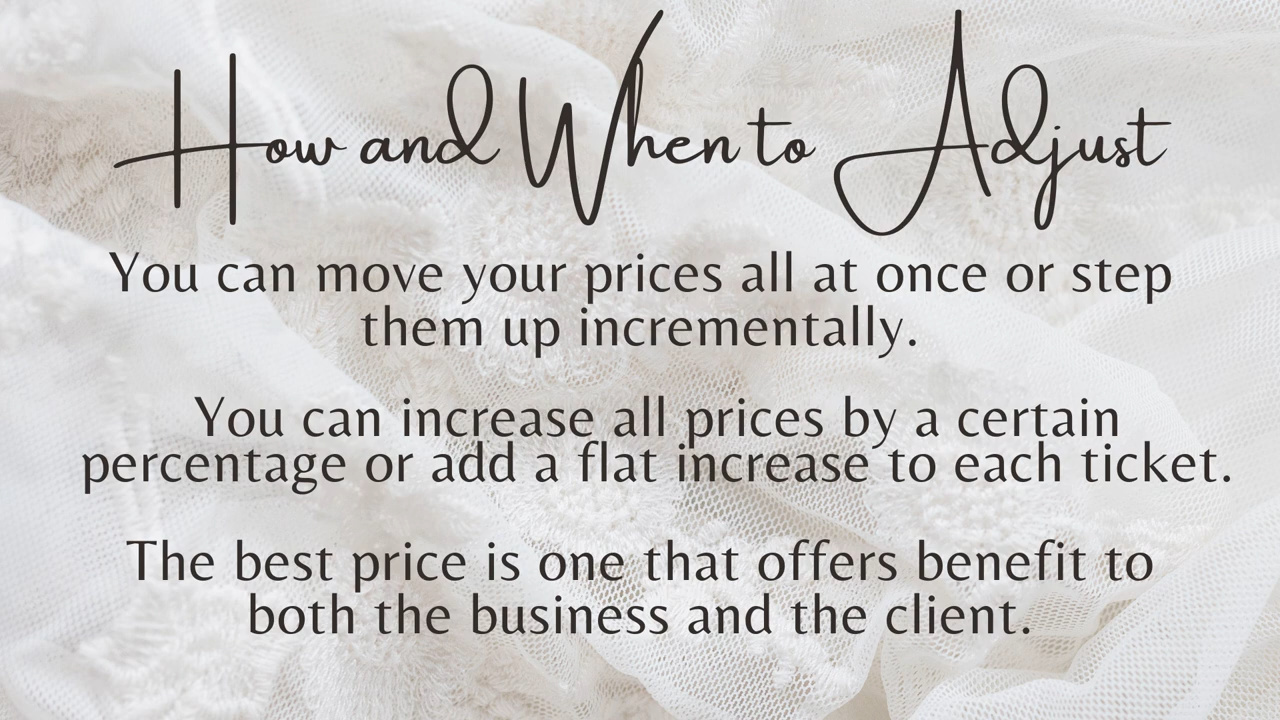 How and When to Adjust
You can move your prices all at once or step
them up incrementally.
You can increase all prices by a certain
percentage or add a flat increase to each ticket.
The best price is one that offers benefit to
both the business and the client.